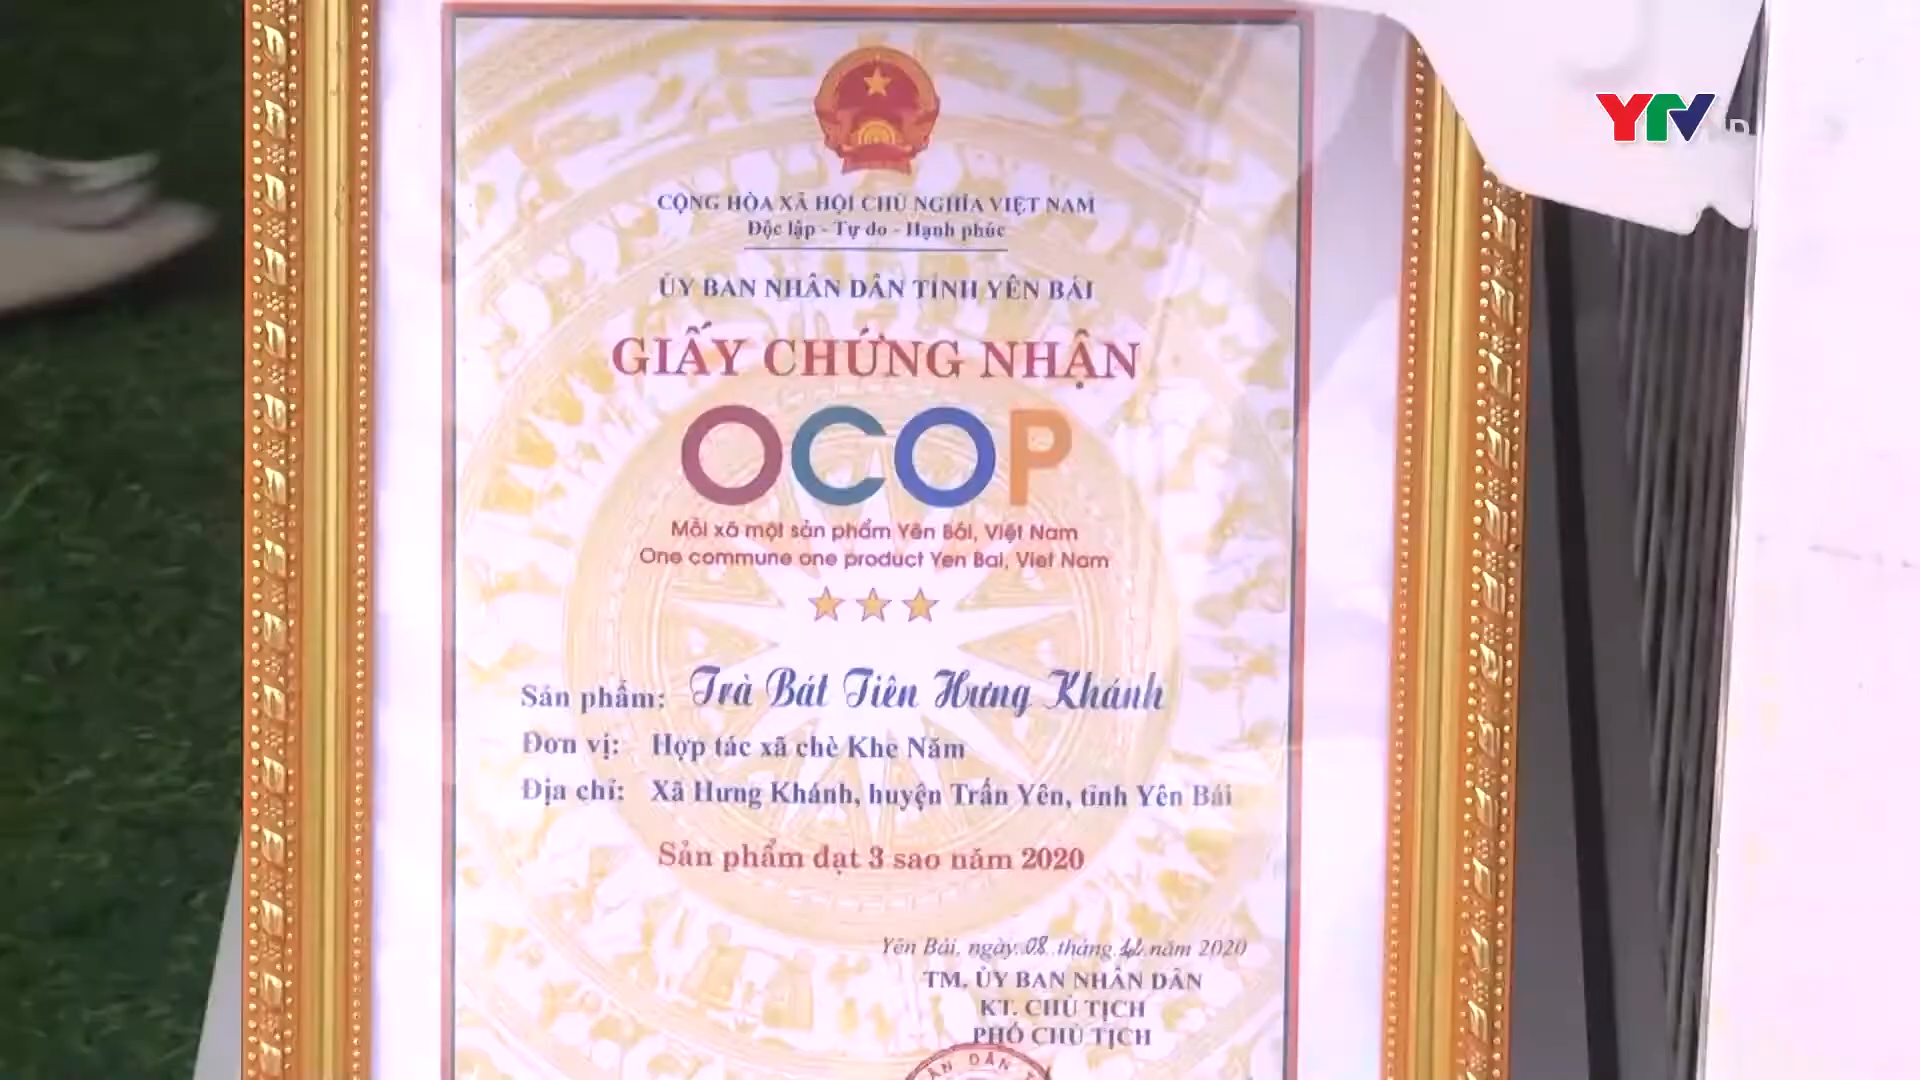 YTV
CỘNG HÒA XÃ HỘI CHỦ NGHĨA VIỆT NAM
Độc lập - Tự do - Hạnh phúc
ỦY BAN NHÂN DÂN TỈNH YÊN BÁI
GIẤY CHỨNG NHẬN
OCOP
Mỗi xã một sản phẩm Yên Bái, Việt Nam
One commune one product Yen Bai, Viet Nam
Sản phẩm: Trà Bát Tiên Hưng Khánh
Đơn vị: Hợp tác xã chè Khe Năm
Địa chỉ: Xã Hưng Khánh, huyện Trấn Yên, tỉnh Yên Bái
Sản phẩm đạt 3 sao năm 2020
Yên Bái, ngày 08 tháng năm 2020
TM. ỦY BAN NHÂN DÂN
KT. CHỦ TỊCH
PHÓ CHỦ TỊCH
DÂN